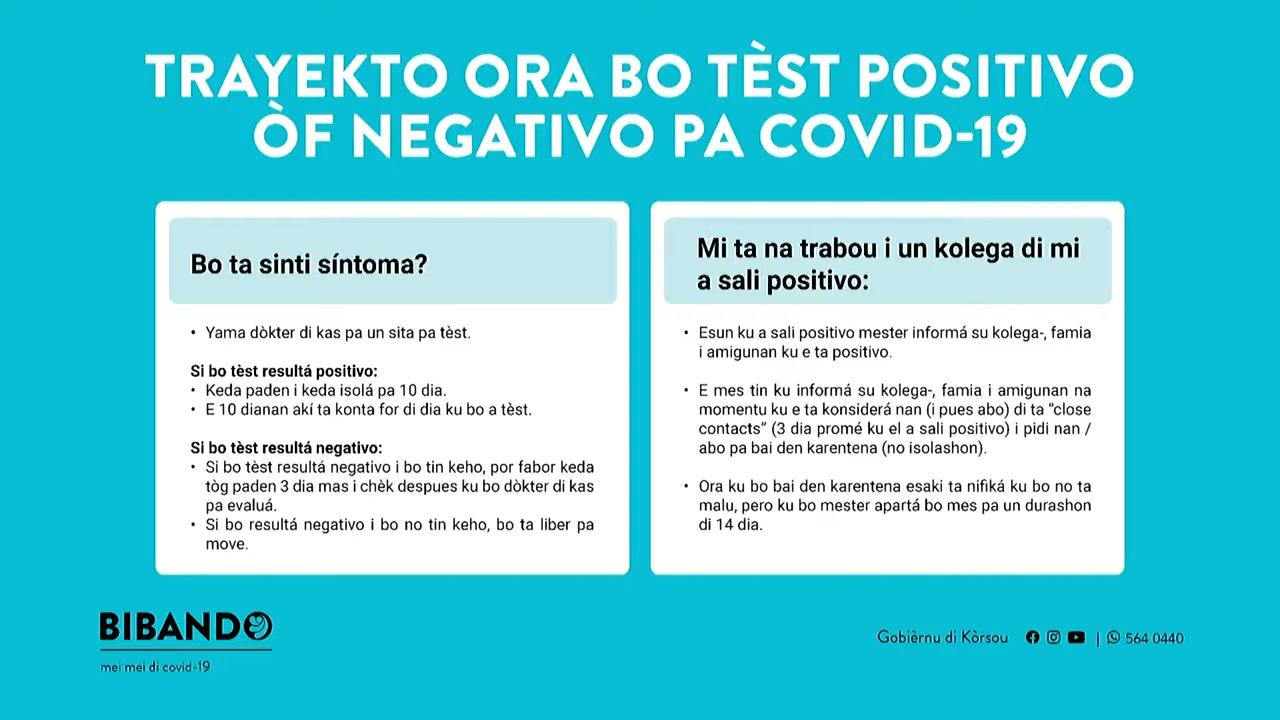 TRAYEKTO ORA BO TÈST POSITIVO
ÒF NEGATIVO PA COVID-19
Bo ta sinti síntoma?
• Yama dòkter di kas pa un sita pa tèst.
Si bo tèst resultá positivo:
• Keda paden i keda isolá pa 10 dia.
• E 10 dianan akí ta konta for di dia ku bo a tèst.
Si bo tèst resultá negativo:
• Si bo tèst resultá negativo i bo tin keho, por fabor keda
tòg paden 3 dia mas i chèk despues ku bo dòkter di kas
pa evaluá.
• Si bo resultá negativo i bo no tin keho, bo ta liber pa
move.
Mi ta na trabou i un kolega di mi
a sali positivo:
• Esun ku a sali positivo mester informá su kolega-, famia
i amigunan ku e ta positivo.
• E mes tin ku informá su kolega-, famia i amigunan na
momentu ku e ta konsiderá nan (i pues abo) di ta “close
contacts” (3 dia promé ku el a sali positivo) i pidi nan /
abo pa bai den karentena (no isolashon).
• Ora ku bo bai den karentena esaki ta nifiká ku bo no ta
malu, pero ku bo mester apartá bo mes pa un durashon
di 14 dia.
BIBANDO
mei mei di covid-19
Gobièrnu di Kòrsou | 564 0440